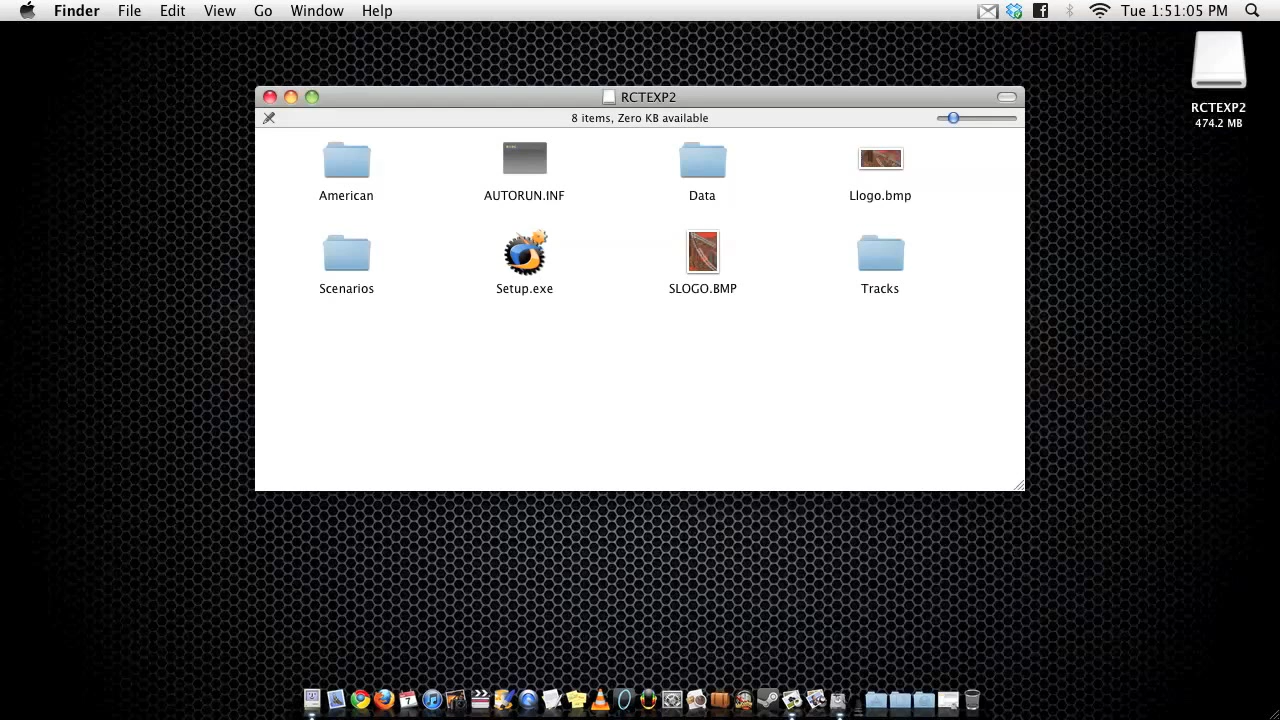 Finder File Edit View Go Window Help Tue 1:51:05 PM
RCTEXP2
8 items, Zero KB available
RCTEXP2
474.2 MB
American AUTORUN.INF Data Llogo.bmp
Scenarios Setup.exe SLOGO.BMP Tracks